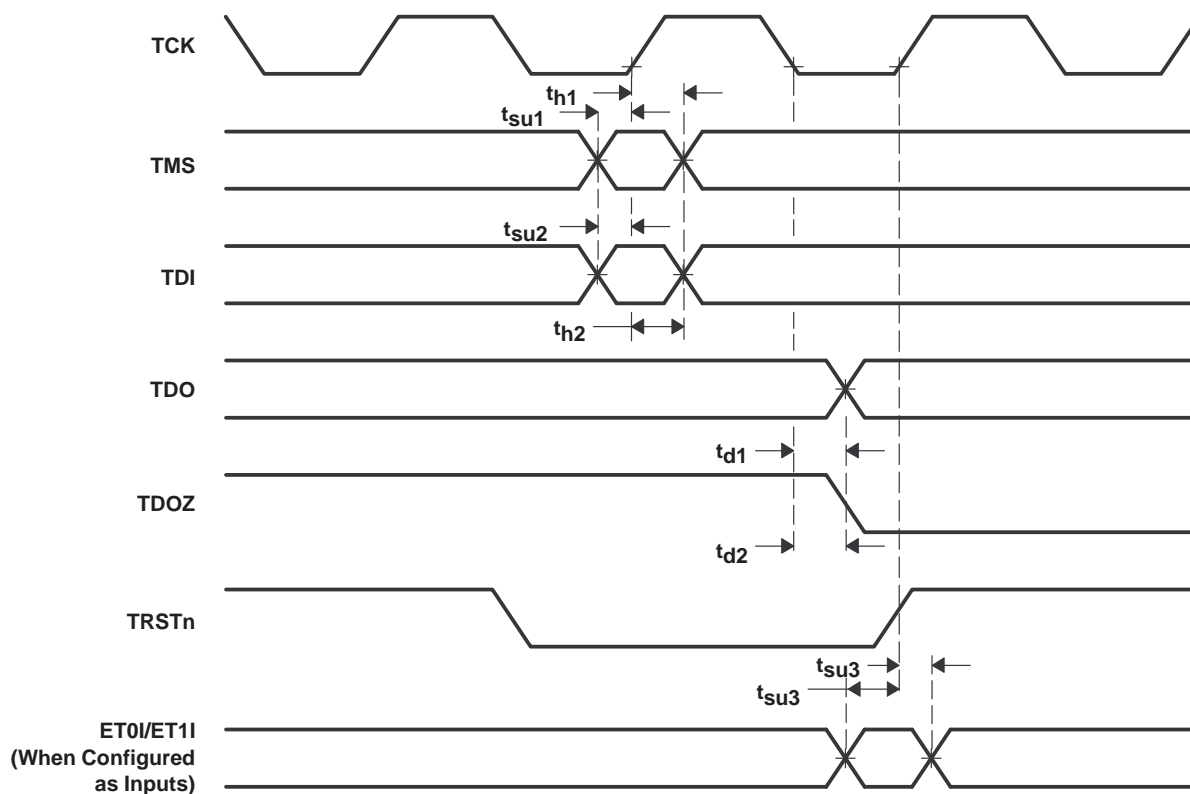 TCK
th1
tsu1
TMS
tsu2
TDI
th2
TDO
td1
TDOZ
td2
TRSTn
tsu3
tsu3
ET0I/ET1I
(When Configured
as Inputs)